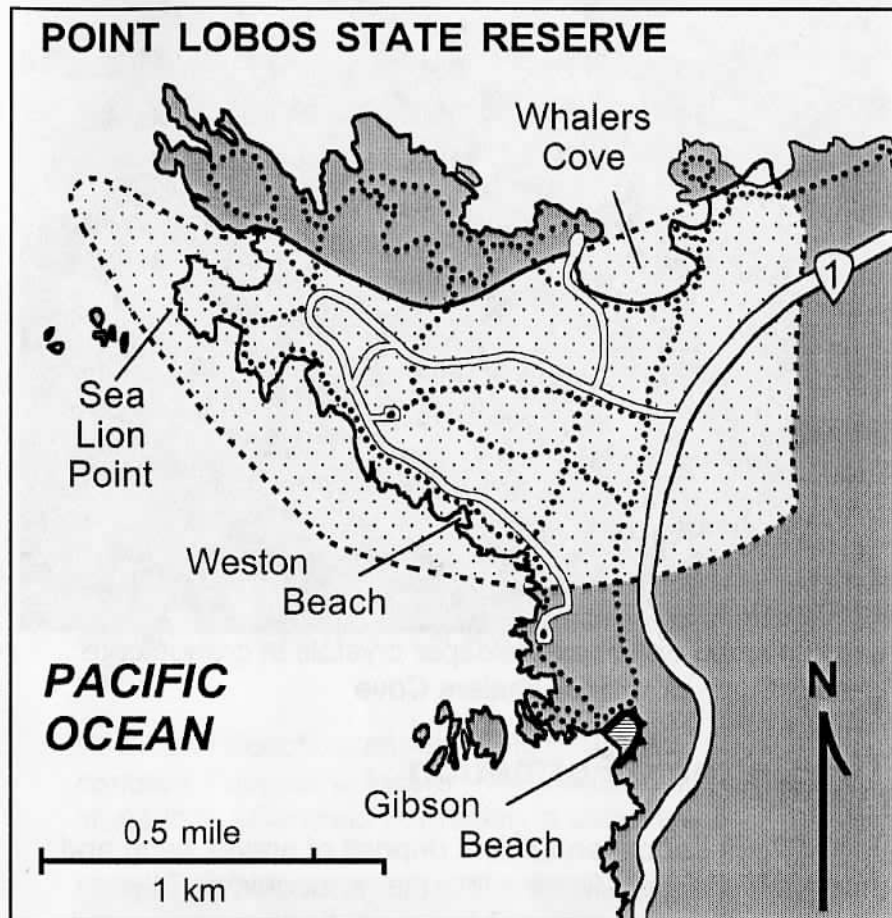 POINT LOBOS STATE RESERVE
Whalers
Cove
1
Sea
Lion
Point
Weston
Beach
PACIFIC
OCEAN
N
Gibson
Beach
0.5 mile
1 km